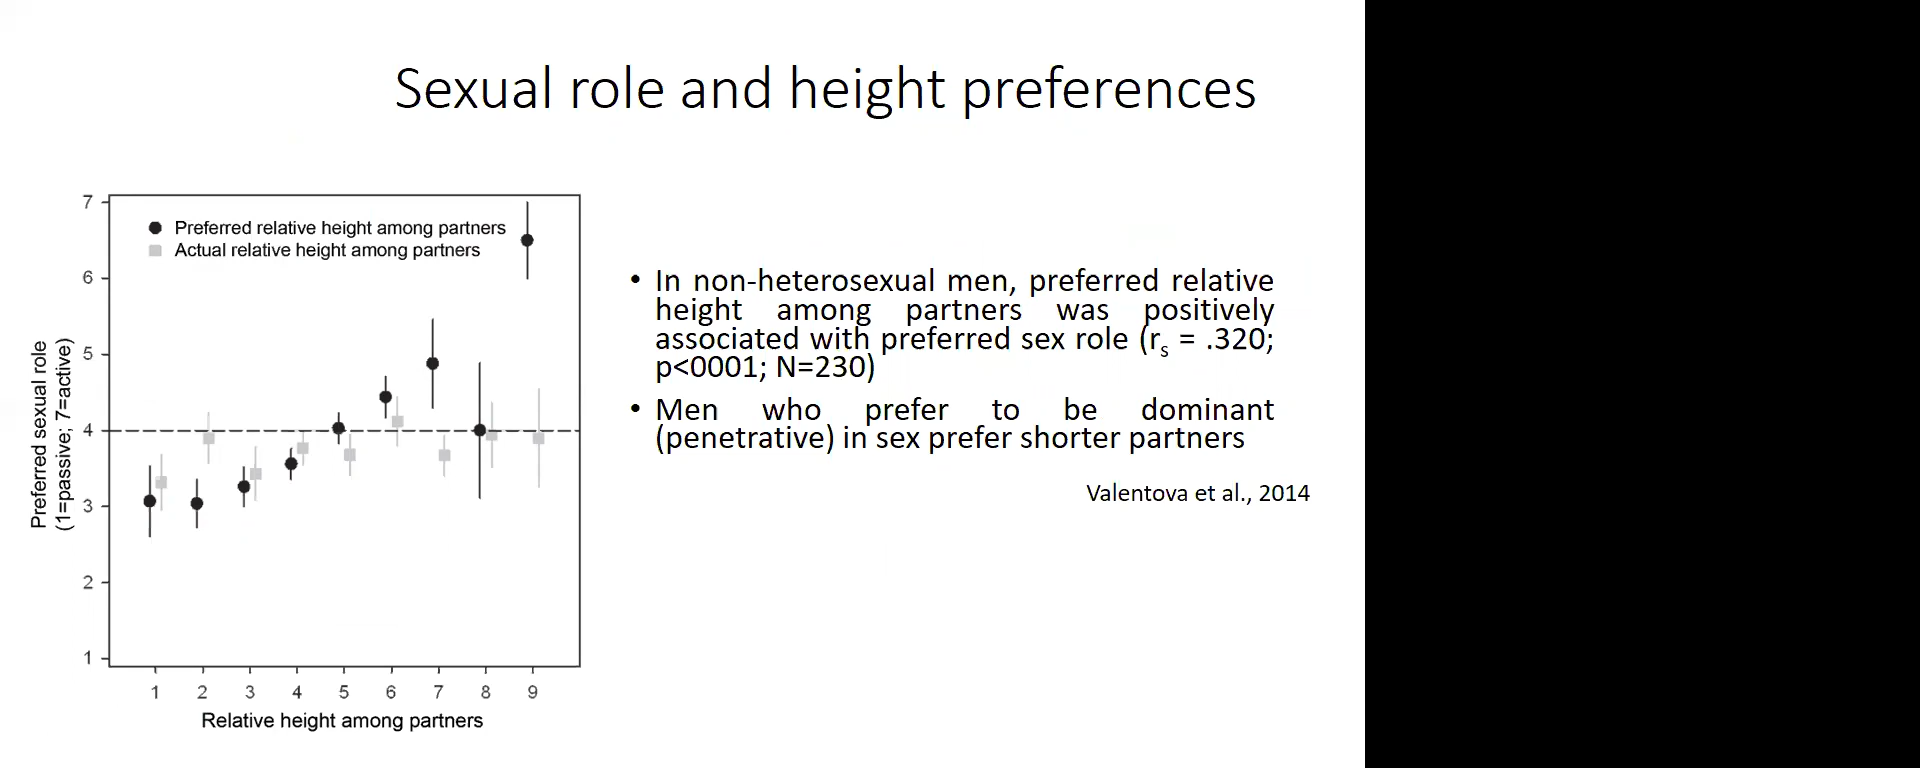 Sexual role and height preferences
7
Preferred relative height among partners
Actual relative height among partners
6
5
4
3
2
1
Preferred sexual role
(1=passive; 7=active)
1 2 3 4 5 6 7 8 9
Relative height among partners
• In non-heterosexual men, preferred relative
height among partners was positively
associated with preferred sex role (rs = .320;
p<0001; N=230)
• Men who prefer to be dominant
(penetrative) in sex prefer shorter partners
Valentova et al., 2014